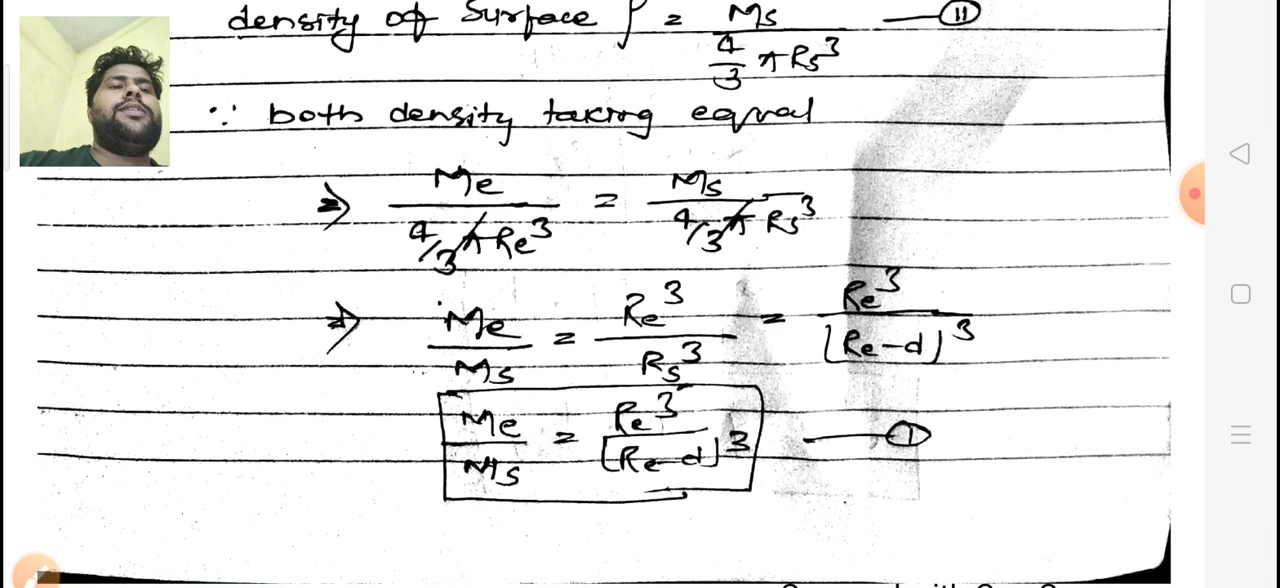 density of Surface ρ = Ms / (4/3 π Rs³) — (II)
∵ both density taking equal
⇒ Me / (4/3 π Re³) = Ms / (4/3 π Rs³)
⇒ Me / Ms = Re³ / Rs³ = Re³ / (Re-d)³
Me / Ms = Re³ / (Re-d)³ — (1)